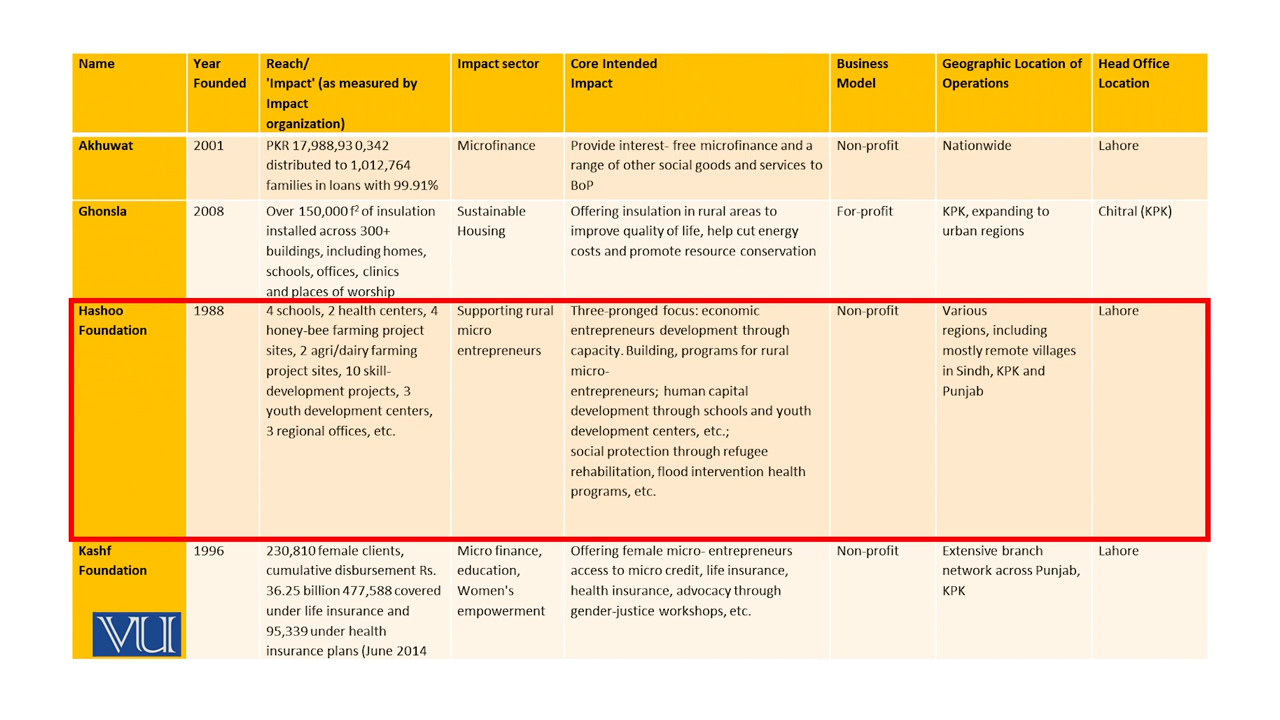 Name
Year
Founded
Reach/
'Impact' (as measured by
Impact
organization)
Impact sector
Core Intended
Impact
Business
Model
Geographic Location of
Operations
Head Office
Location
Akhuwat
2001
PKR 17,988,93 0,342
distributed to 1,012,764
families in loans with 99.91%
Microfinance
Provide interest- free microfinance and a
range of other social goods and services to
BoP
Non-profit
Nationwide
Lahore
Ghonsla
2008
Over 150,000 f² of insulation
installed across 300+
buildings, including homes,
schools, offices, clinics
and places of worship
Sustainable
Housing
Offering insulation in rural areas to
improve quality of life, help cut energy
costs and promote resource conservation
For-profit
KPK, expanding to
urban regions
Chitral (KPK)
Hashoo
Foundation
1988
4 schools, 2 health centers, 4
honey-bee farming project
sites, 2 agri/dairy farming
project sites, 10 skill-
development projects, 3
youth development centers,
3 regional offices, etc.
Supporting rural
micro
entrepreneurs
Three-pronged focus: economic
entrepreneurs development through
capacity. Building, programs for rural
micro-
entrepreneurs; human capital
development through schools and youth
development centers, etc.;
social protection through refugee
rehabilitation, flood intervention health
programs, etc.
Non-profit
Various
regions, including
mostly remote villages
in Sindh, KPK and
Punjab
Lahore
Kashf
Foundation
1996
230,810 female clients,
cumulative disbursement Rs.
36.25 billion 477,588 covered
under life insurance and
95,339 under health
insurance plans (June 2014
Micro finance,
education,
Women's
empowerment
Offering female micro- entrepreneurs
access to micro credit, life insurance,
health insurance, advocacy through
gender-justice workshops, etc.
Non-profit
Extensive branch
network across Punjab,
KPK
Lahore
VU